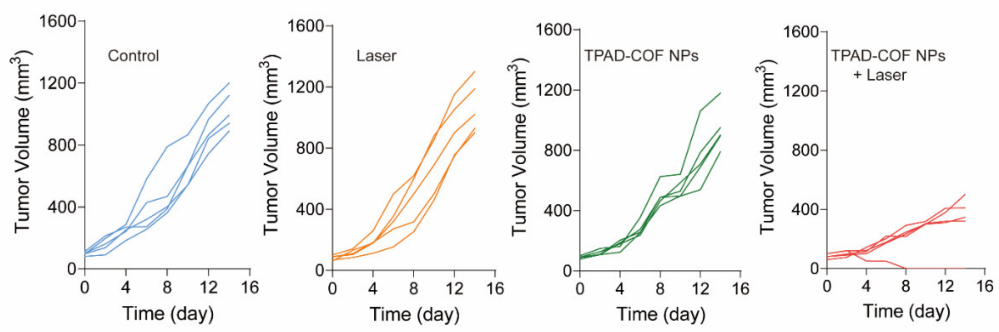 1600
1200
800
400
0
Tumor Volume (mm³)
Control
0 4 8 12 16
Time (day)
1600
1200
800
400
0
Tumor Volume (mm³)
Laser
0 4 8 12 16
Time (day)
1600
1200
800
400
0
Tumor Volume (mm³)
TPAD-COF NPs
0 4 8 12 16
Time (day)
1600
1200
800
400
0
Tumor Volume (mm³)
TPAD-COF NPs
+ Laser
0 4 8 12 16
Time (day)